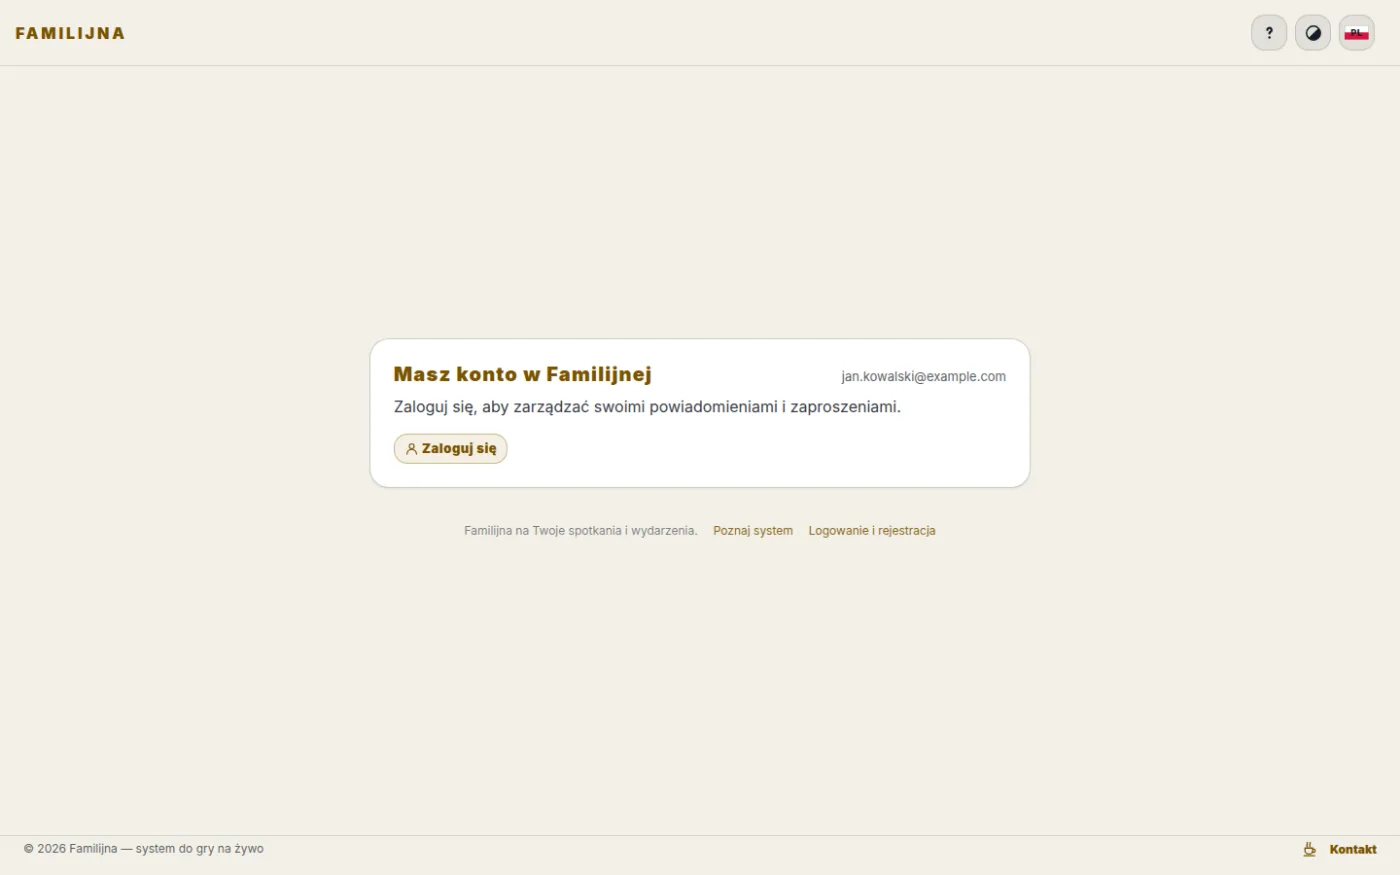 FAMILIJNA
?
PL
Masz konto w Familijnej
jan.kowalski@example.com
Zaloguj się, aby zarządzać swoimi powiadomieniami i zaproszeniami.
Zaloguj się
Familijna na Twoje spotkania i wydarzenia. Poznaj system Logowanie i rejestracja
© 2026 Familijna — system do gry na żywo
Kontakt